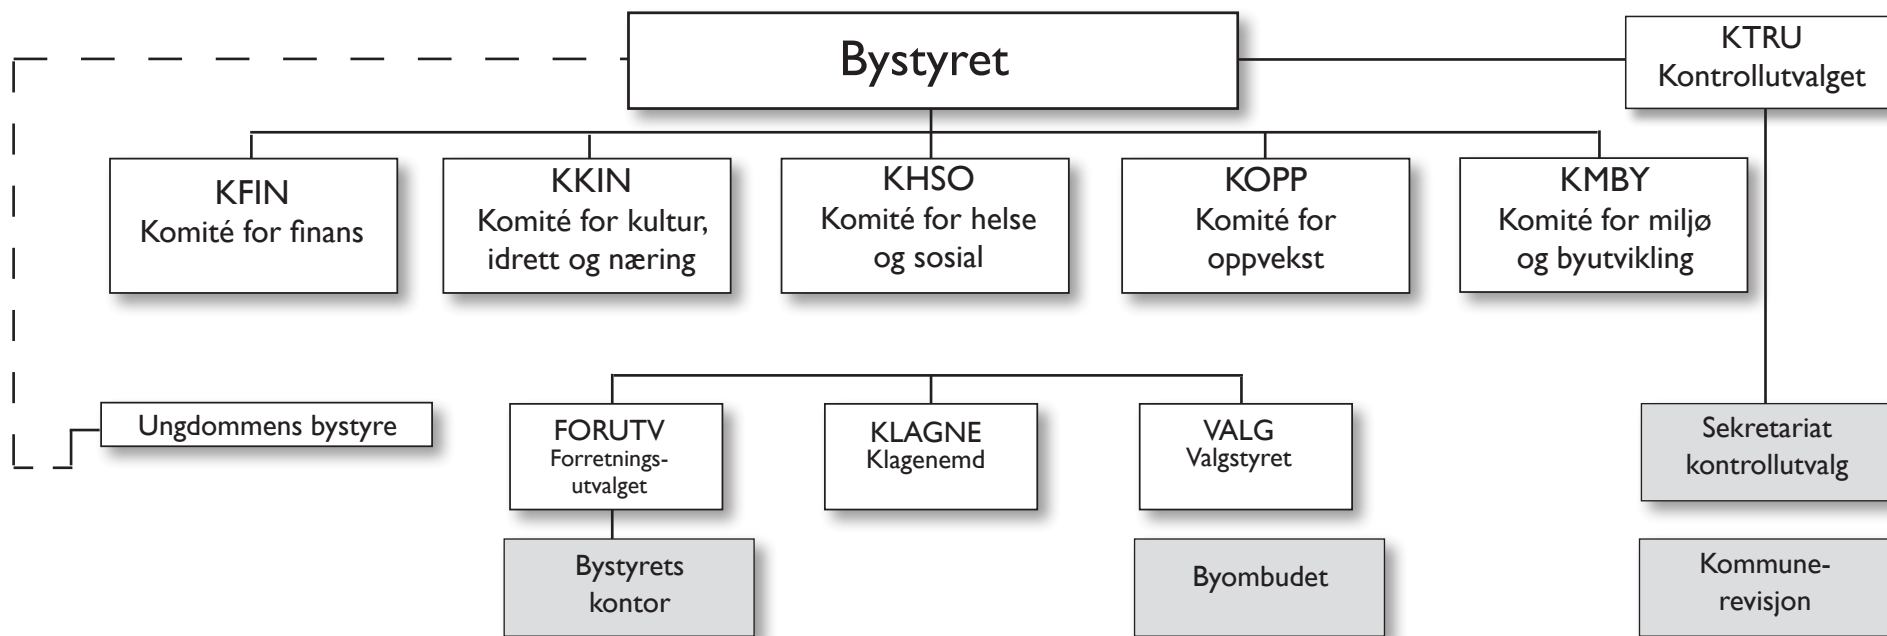 Bystyret
KTRU
Kontrollutvalget
KFIN
Komité for finans
KKIN
Komité for kultur,
idrett og næring
KHSO
Komité for helse
og sosial
KOPP
Komité for
oppvekst
KMBY
Komité for miljø
og byutvikling
Ungdommens bystyre
FORUTV
Forretnings-
utvalget
KLAGNE
Klagenemd
VALG
Valgstyret
Sekretariat
kontrollutvalg
Bystyrets
kontor
Byombudet
Kommune-
revisjon